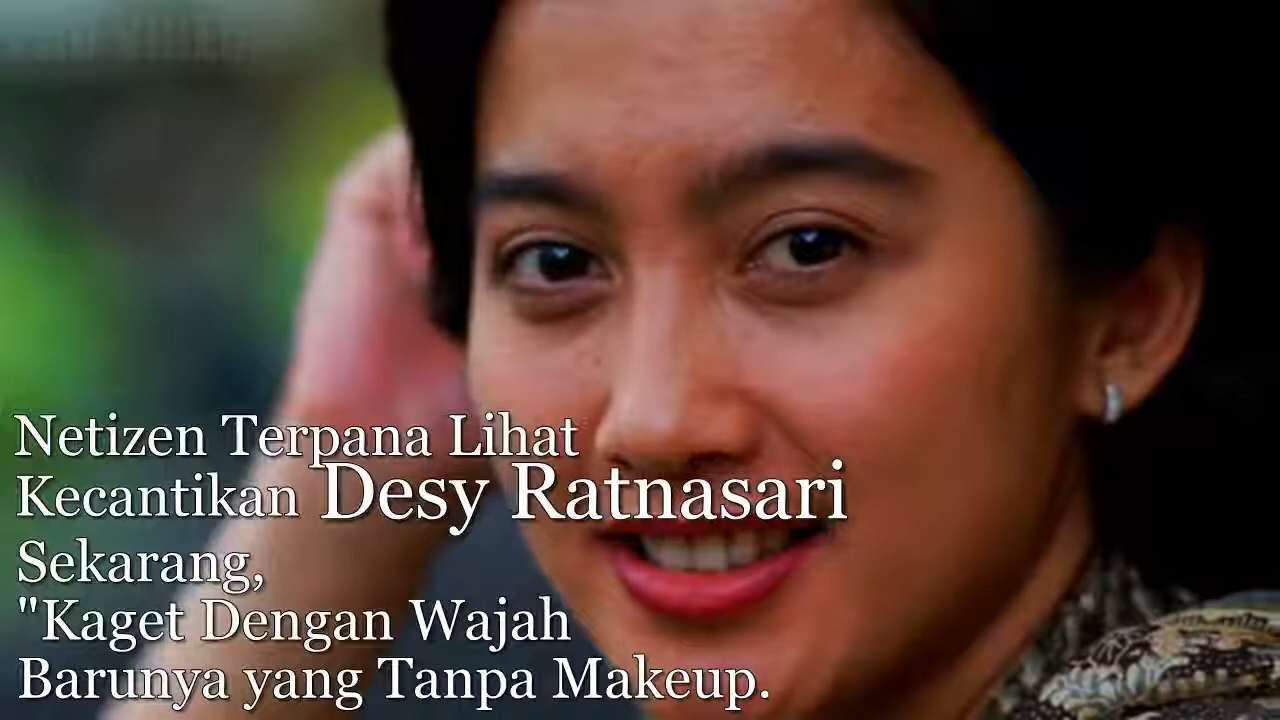 Netizen Terpana Lihat
Kecantikan Desy Ratnasari
Sekarang,
"Kaget Dengan Wajah
Barunya yang Tanpa Makeup.